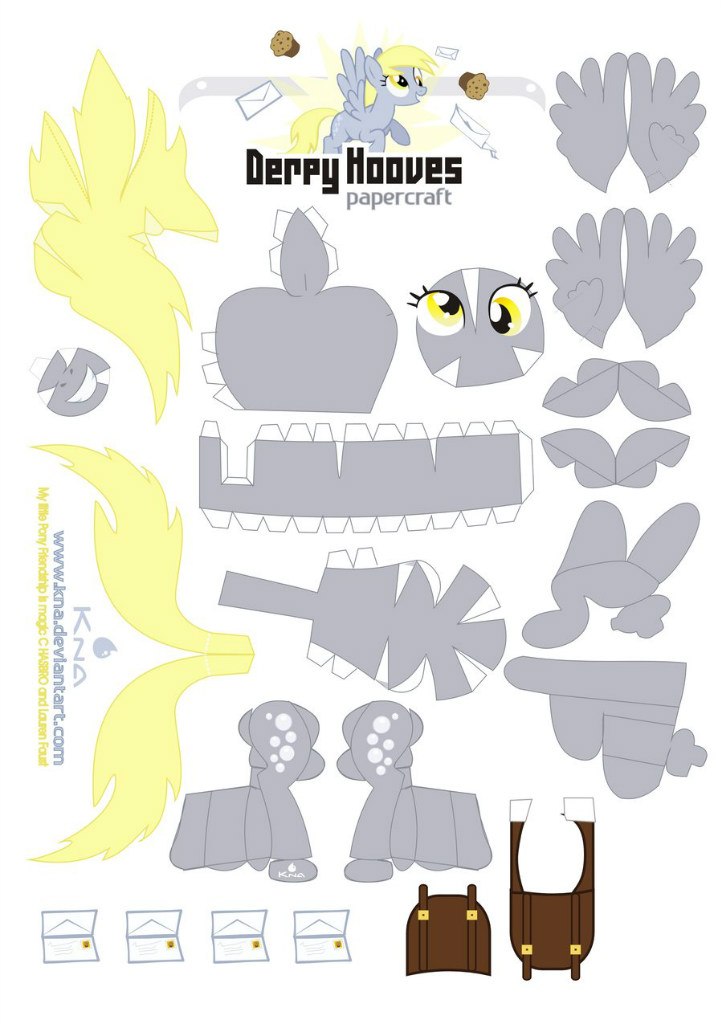 Derpy Hooves
papercraft
KNA
www.kna.deviantart.com
My little Pony Friendship is magic © HASBRO and Lauren Faust
KNA